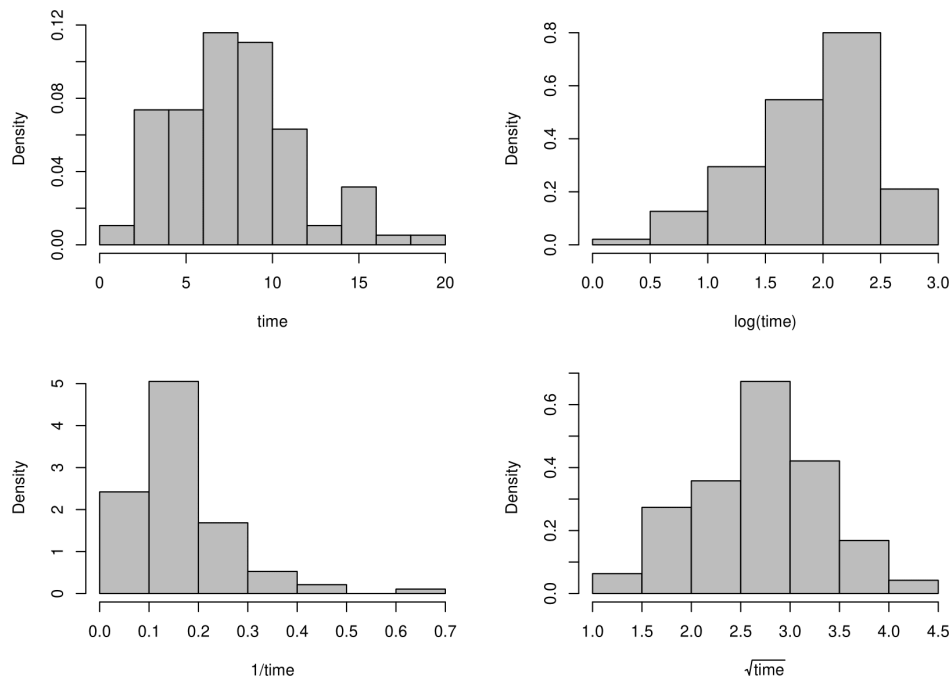 Density
0.00 0.04 0.08 0.12
0 5 10 15 20
time
Density
0.0 0.2 0.4 0.6 0.8
0.0 0.5 1.0 1.5 2.0 2.5 3.0
log(time)
Density
0 1 2 3 4 5
0.0 0.1 0.2 0.3 0.4 0.5 0.6 0.7
1/time
Density
0.0 0.2 0.4 0.6
1.0 1.5 2.0 2.5 3.0 3.5 4.0 4.5
√time